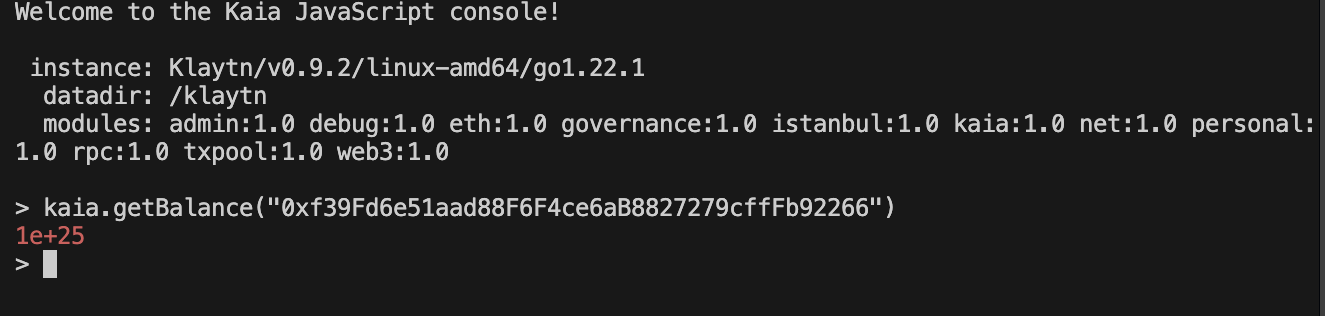 Welcome to the Kaia JavaScript console!
instance: Klaytn/v0.9.2/linux-amd64/go1.22.1
datadir: /klaytn
modules: admin:1.0 debug:1.0 eth:1.0 governance:1.0 istanbul:1.0 kaia:1.0 net:1.0 personal:
1.0 rpc:1.0 txpool:1.0 web3:1.0
> kaia.getBalance("0xf39Fd6e51aad88F6F4ce6aB8827279cffFb92266")
1e+25
>